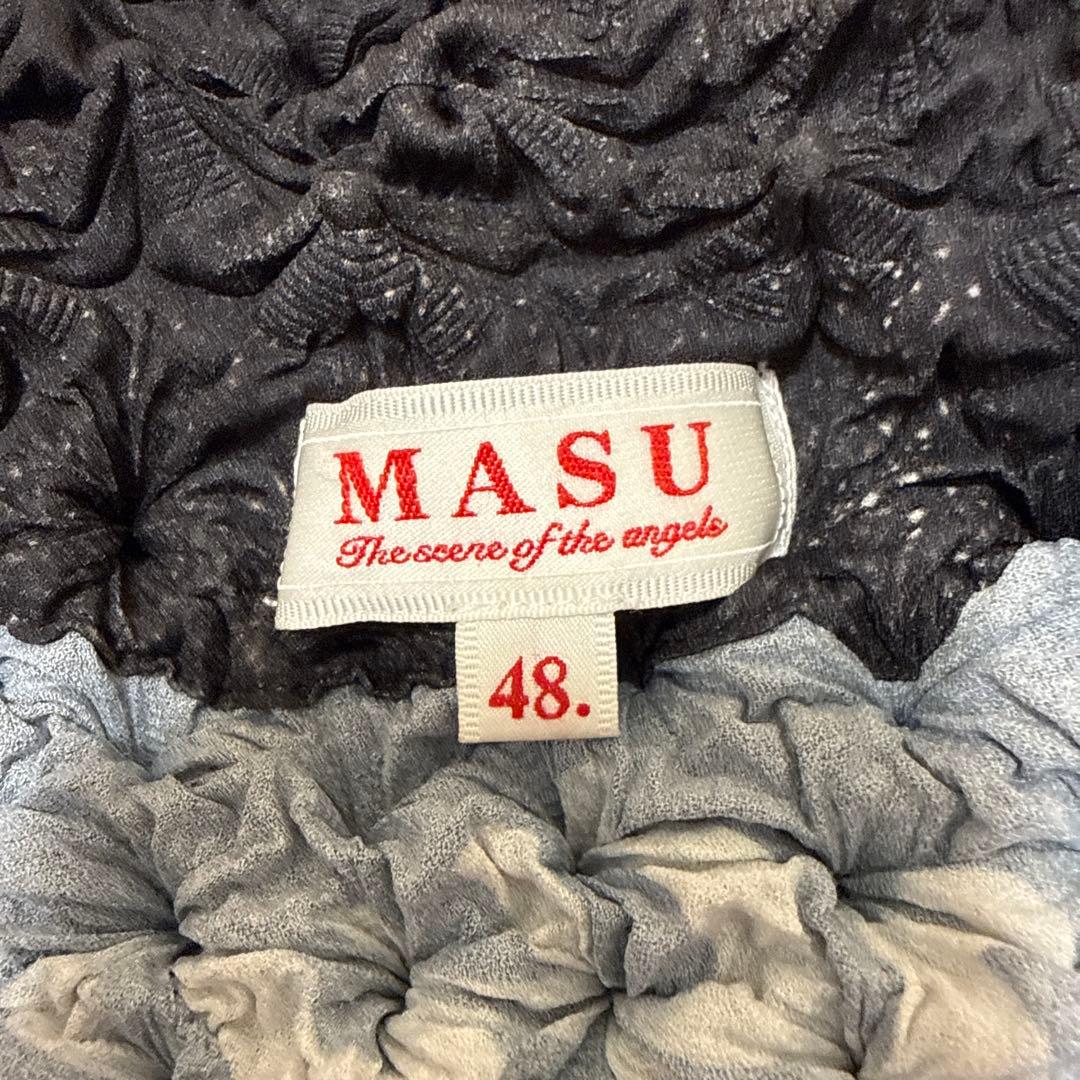 MASU
The scene of the angels
48.